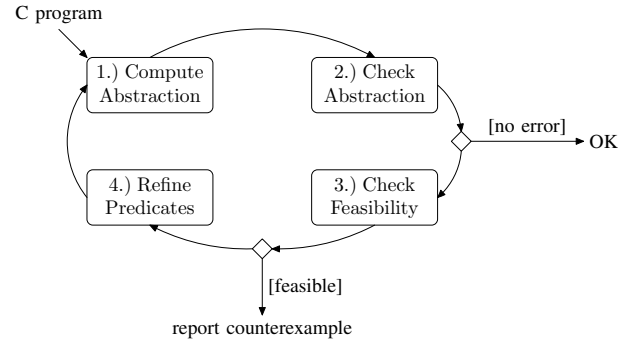 C program
1.) Compute
Abstraction
2.) Check
Abstraction
[no error]
OK
4.) Refine
Predicates
3.) Check
Feasibility
[feasible]
report counterexample